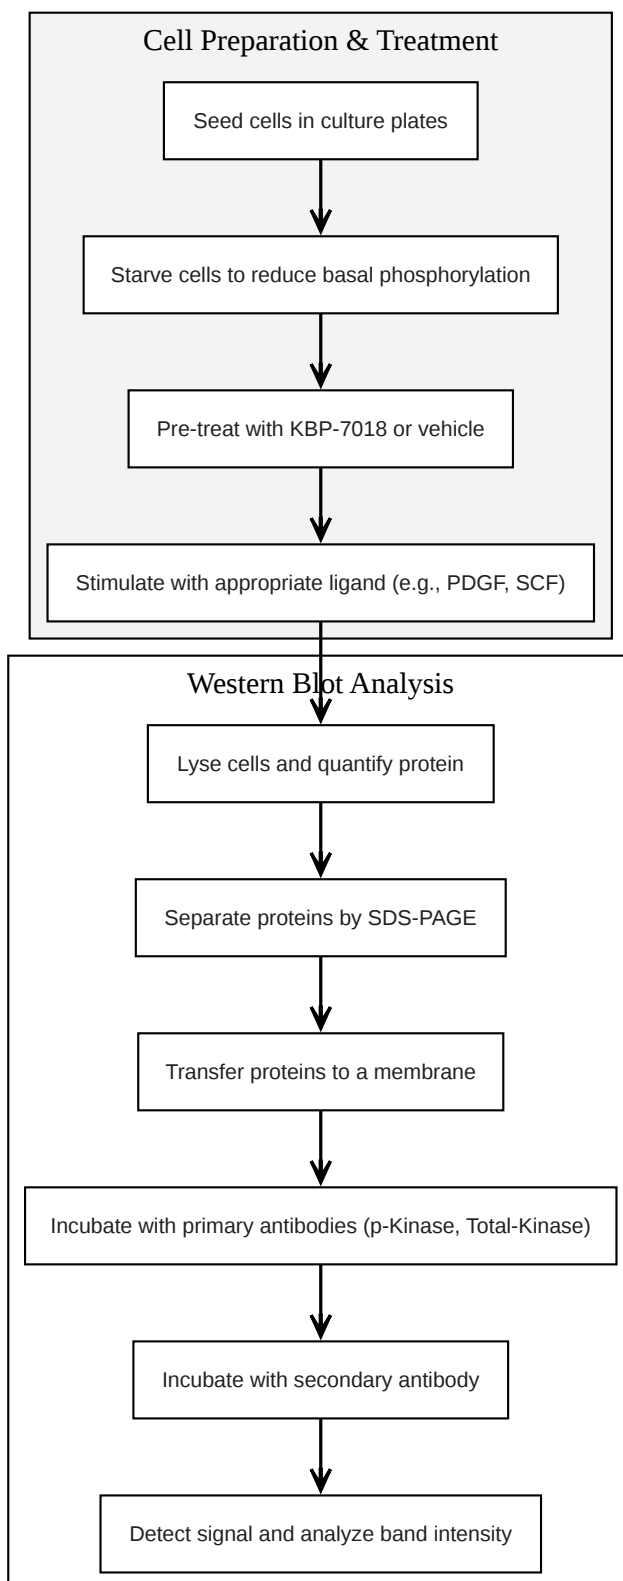 Cell Preparation & Treatment
Seed cells in culture plates
Starve cells to reduce basal phosphorylation
Pre-treat with KBP-7018 or vehicle
Stimulate with appropriate ligand (e.g., PDGF, SCF)
Western Blot Analysis
Lyse cells and quantify protein
Separate proteins by SDS-PAGE
Transfer proteins to a membrane
Incubate with primary antibodies (p-Kinase, Total-Kinase)
Incubate with secondary antibody
Detect signal and analyze band intensity